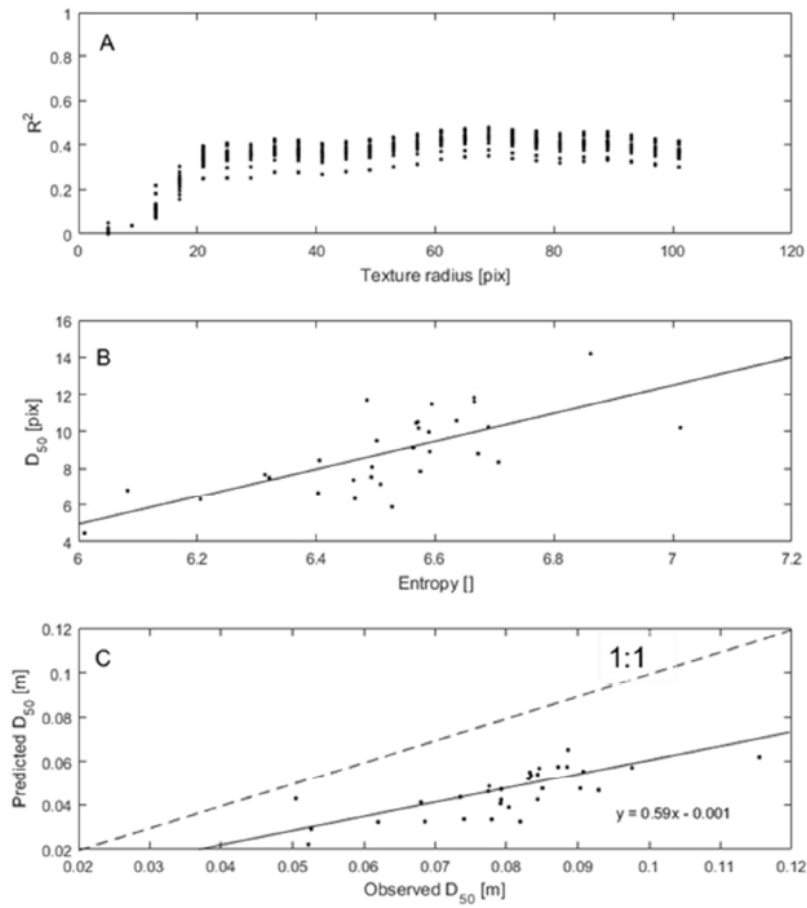 A
R²
1
0.8
0.6
0.4
0.2
0
0 20 40 60 80 100 120
Texture radius [pix]
B
D₅₀ [pix]
16
14
12
10
8
6
4
6 6.2 6.4 6.6 6.8 7 7.2
Entropy []
C
1:1
Predicted D₅₀ [m]
0.12
0.1
0.08
0.06
0.04
0.02
y = 0.59x - 0.001
0.02 0.03 0.04 0.05 0.06 0.07 0.08 0.09 0.1 0.11 0.12
Observed D₅₀ [m]